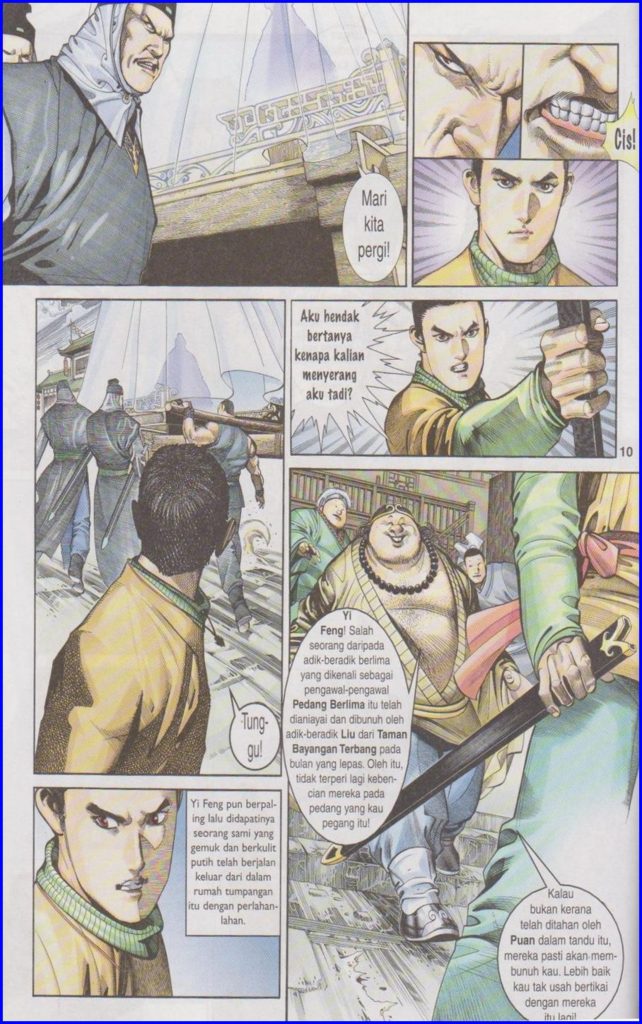 Mari
kita
pergi!
Cis!
Aku hendak
bertanya
kenapa kalian
menyerang
aku tadi?
10
Tung-
gu!
Yi
Feng! Salah
seorang daripada
adik-beradik berlima
yang dikenali sebagai
pengawal-pengawal
Pedang Berlima itu telah
dianiayai dan dibunuh oleh
adik-beradik Liu dari Taman
Bayangan Terbang pada
bulan yang lepas. Oleh itu,
tidak terperi lagi keben-
cian mereka pada
pedang yang kau
pegang itu!
Yi Feng pun berpal-
ing lalu didapatinya
seorang sami yang
gemuk dan berkulit
putih telah berjalan
keluar dari dalam
rumah tumpangan
itu dengan perlahan-
lahan.
Kalau
bukan kerana
telah ditahan oleh
Puan dalam tandu itu,
mereka pasti akan mem-
bunuh kau. Lebih baik
kau tak usah bertikai
dengan mereka
itu lagi!